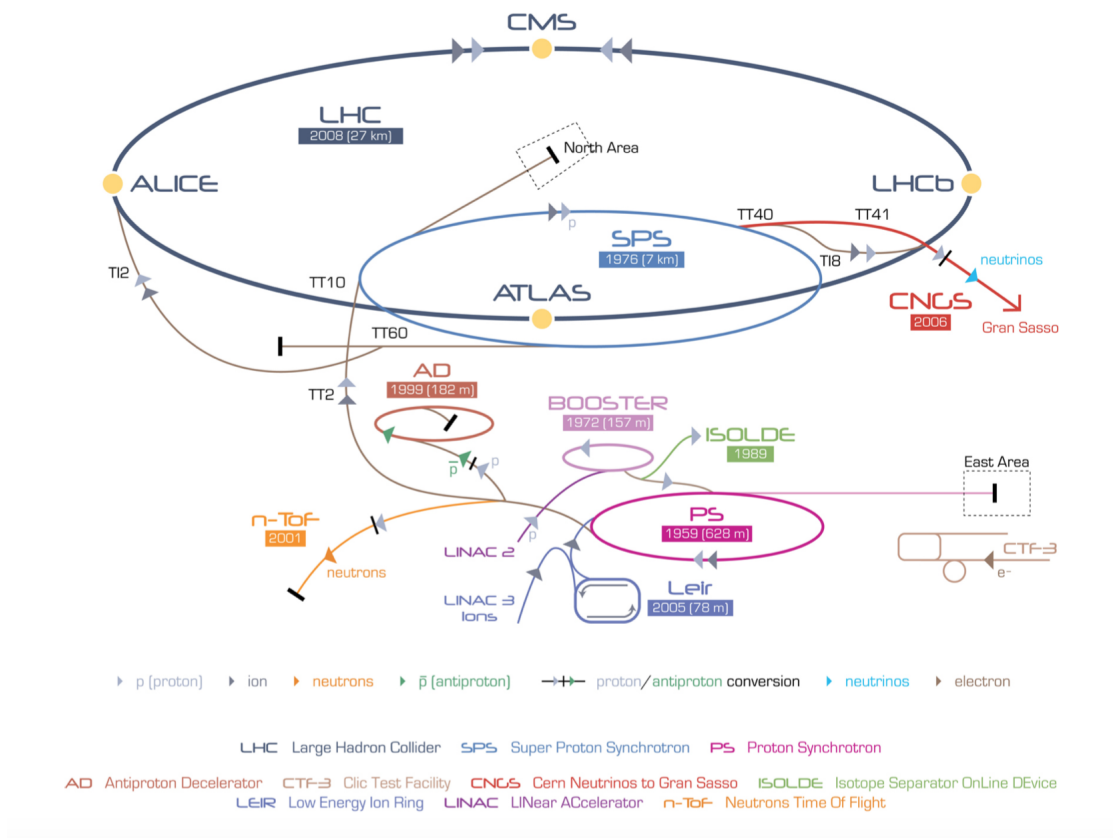 CMS
LHC
2008 (27 km)
North Area
ALICE
LHCb
TT40
TT41
p
SPS
1976 (7 km)
TI8
neutrinos
TI2
TT10
ATLAS
CNGS
2006
Gran Sasso
TT60
AD
1999 (182 m)
TT2
BOOSTER
1972 (157 m)
ISOLDE
1989
p̅
p
East Area
n-ToF
2001
PS
1959 (628 m)
p
LINAC 2
CTF-3
e-
neutrons
LINAC 3
Ions
Leir
2005 (78 m)
p (proton) ion neutrons p̅ (antiproton) proton/antiproton conversion neutrinos electron
LHC Large Hadron Collider SPS Super Proton Synchrotron PS Proton Synchrotron
AD Antiproton Decelerator CTF-3 Clic Test Facility CNGS Cern Neutrinos to Gran Sasso ISOLDE Isotope Separator OnLine DEvice
LEIR Low Energy Ion Ring LINAC LINear ACcelerator n-ToF Neutrons Time Of Flight